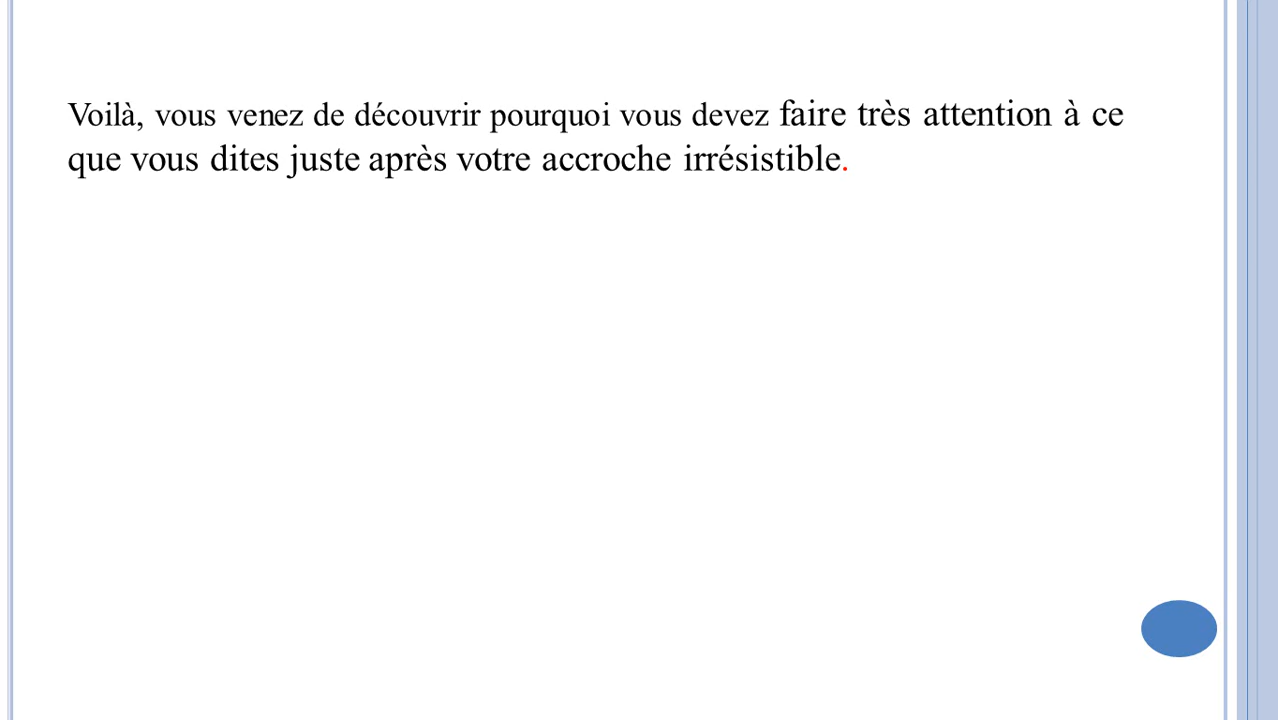 Voilà, vous venez de découvrir pourquoi vous devez faire très attention à ce
que vous dites juste après votre accroche irrésistible.